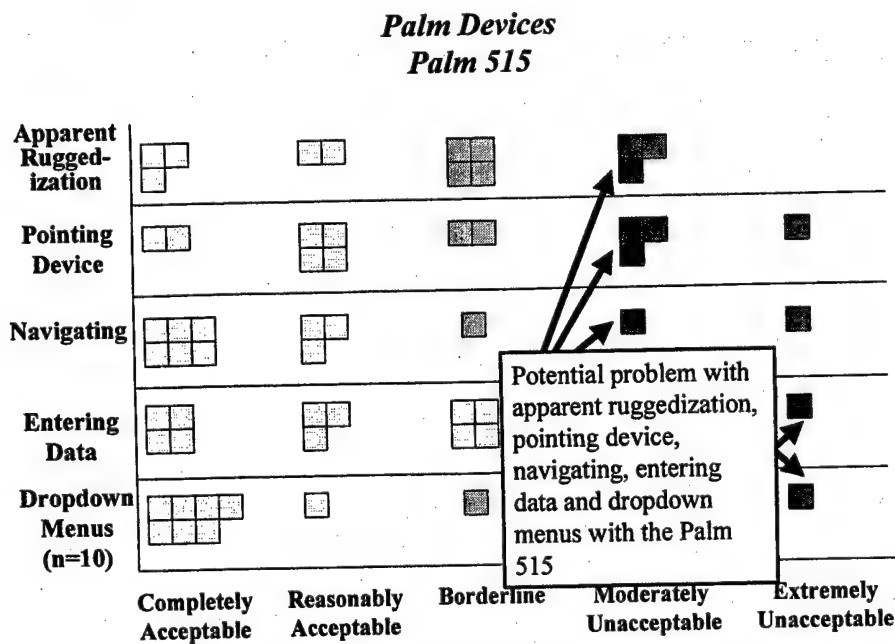 Palm Devices
Palm 515
Apparent
Rugged-
ization
Pointing
Device
Navigating
Entering
Data
Dropdown
Menus
(n=10)
Potential problem with
apparent ruggedization,
pointing device,
navigating, entering
data and dropdown
menus with the Palm
515
Completely
Acceptable
Reasonably
Acceptable
Borderline
Moderately
Unacceptable
Extremely
Unacceptable